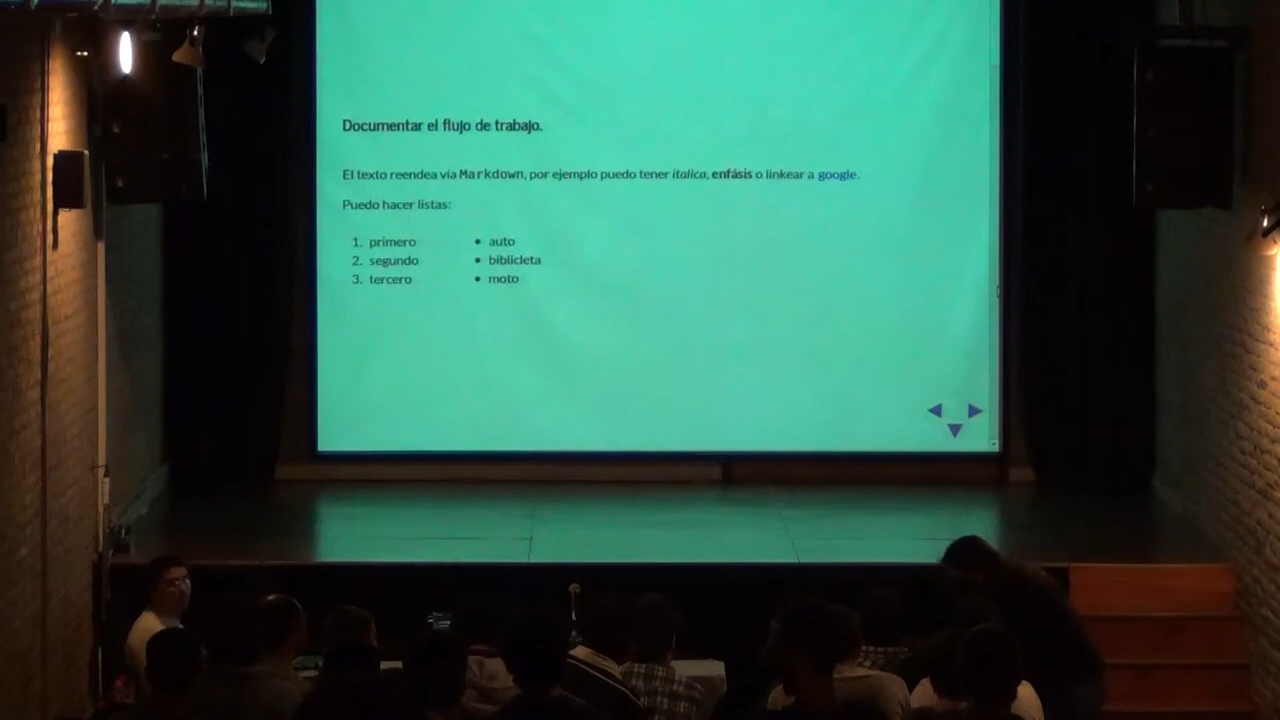 Documentar el flujo de trabajo.
El texto reendea vía Markdown, por ejemplo puedo tener italica, enfásis o linkear a google.
Puedo hacer listas:
1. primero
2. segundo
3. tercero
• auto
• biblicleta
• moto